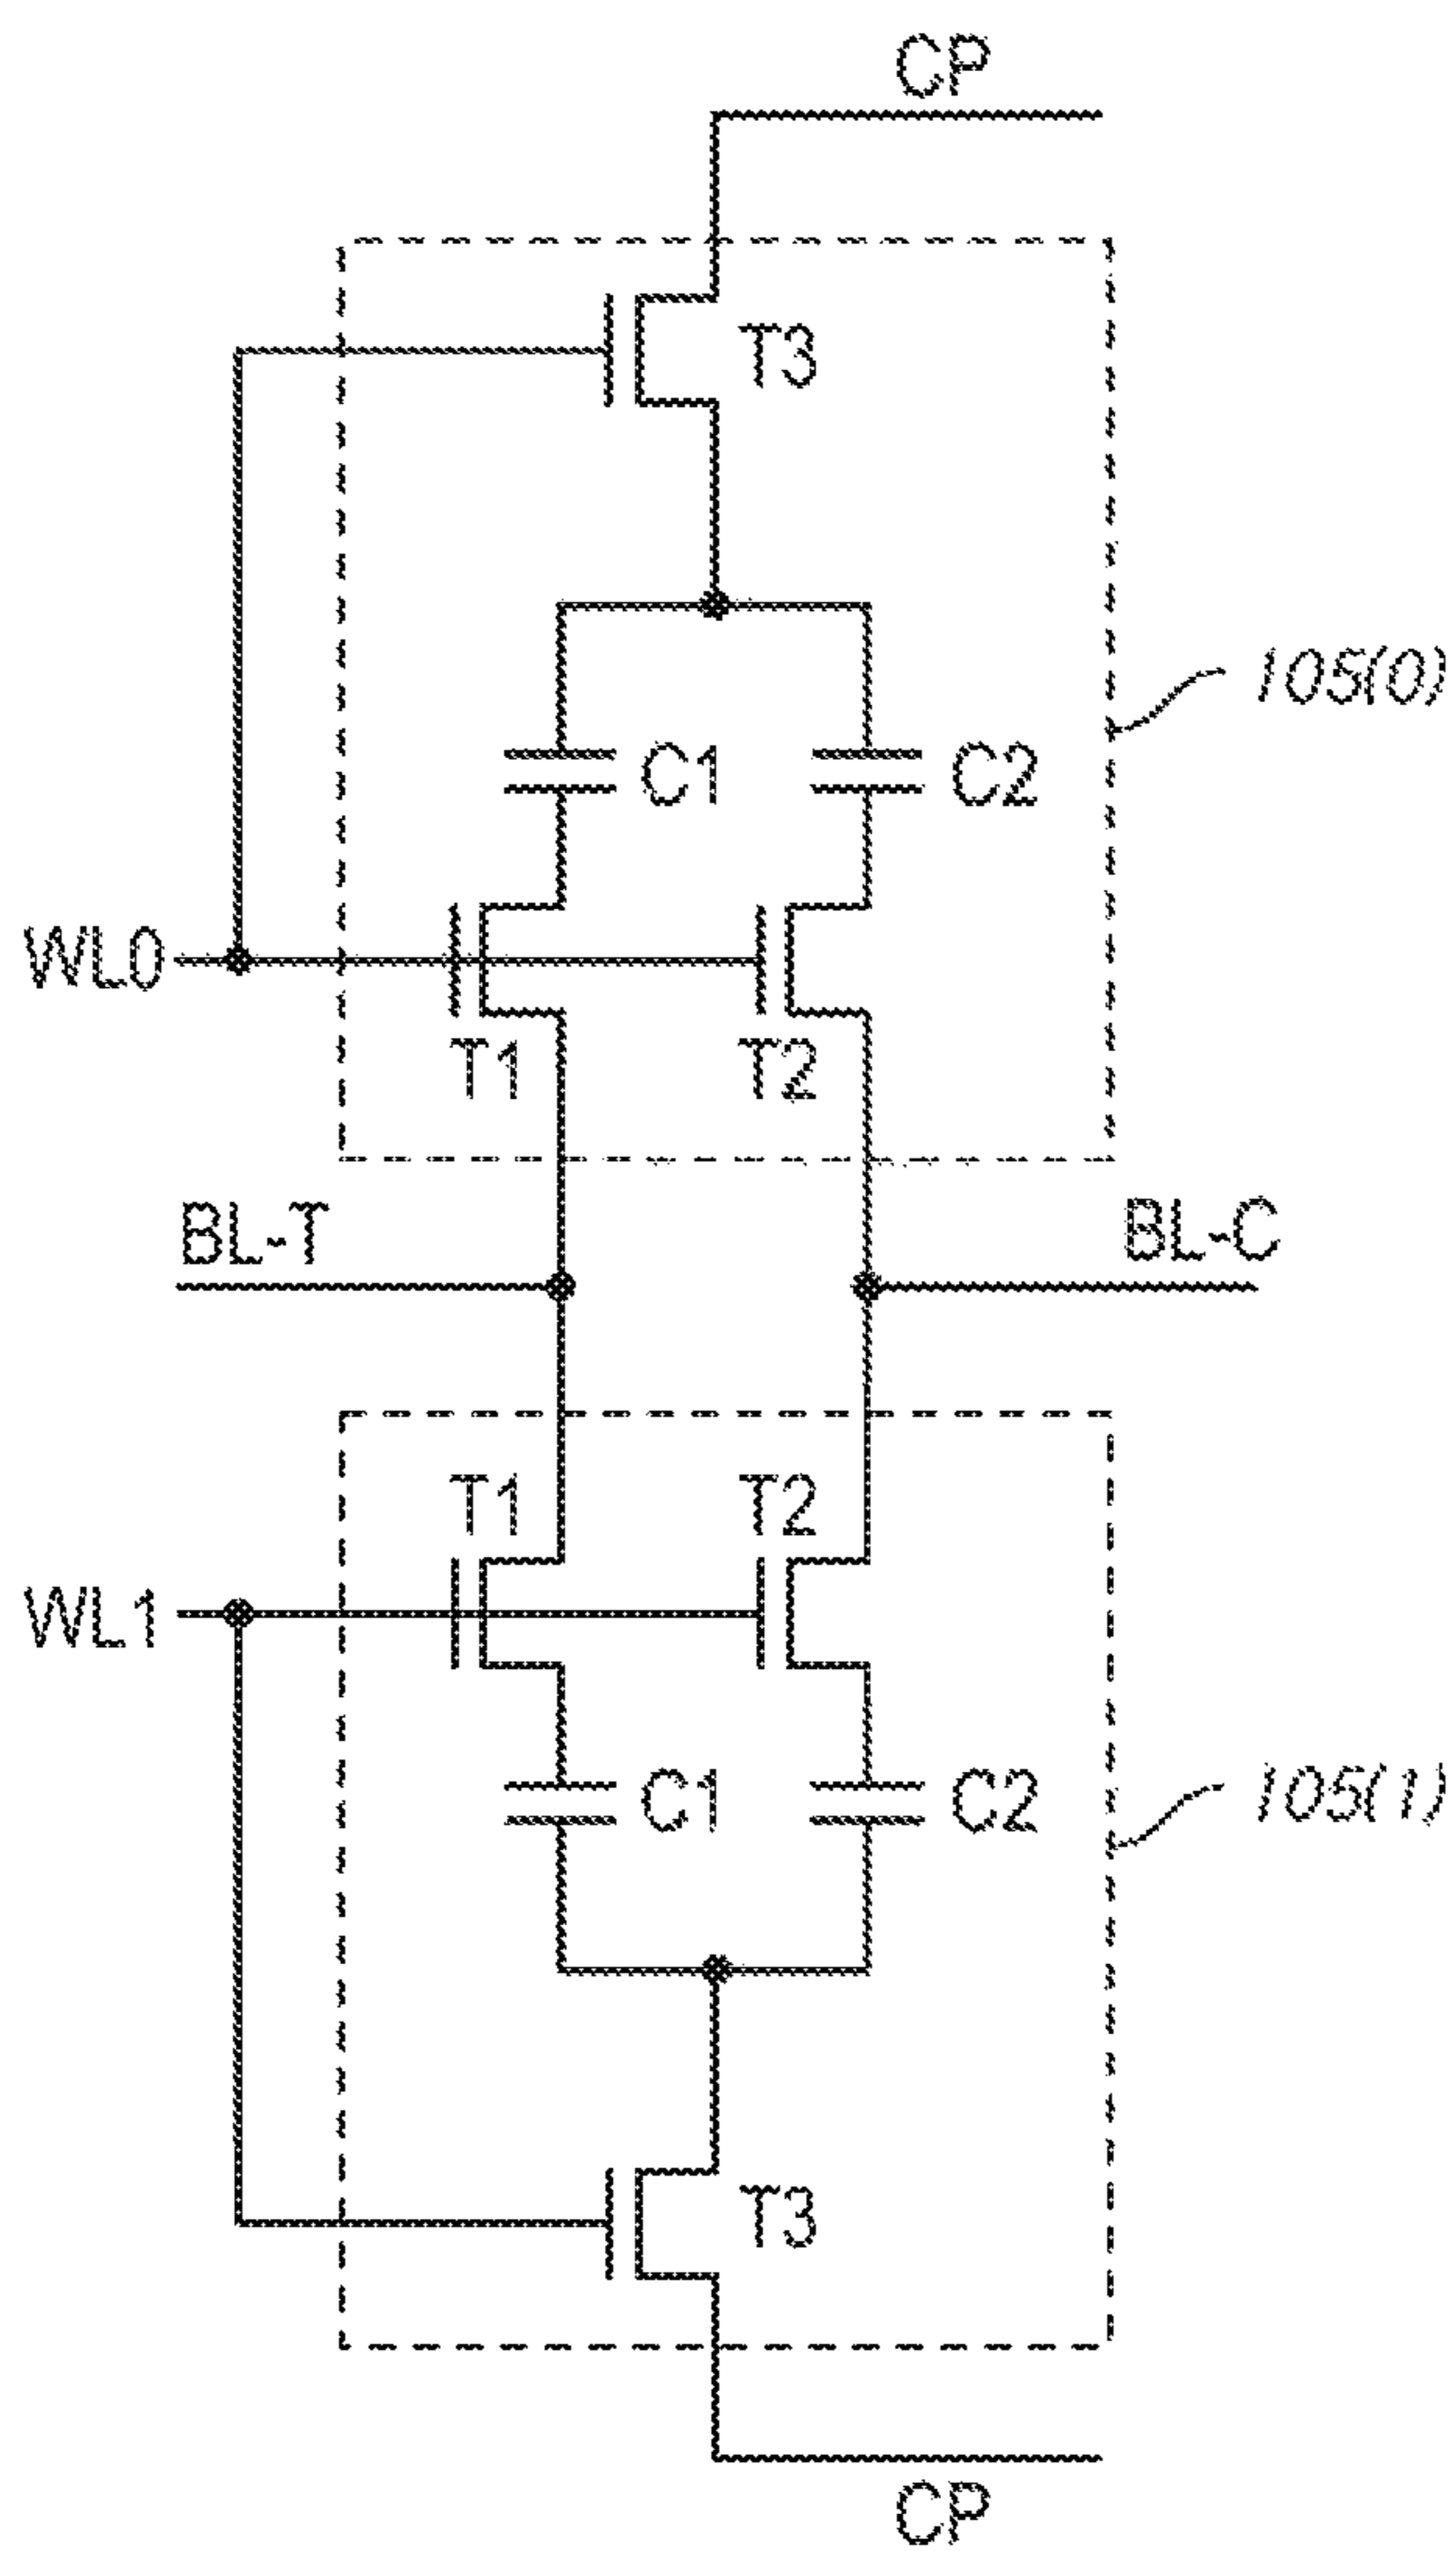 CP
T3
105(0)
C1 C2
WL0
T1 T2
BL-T BL-C
T1 T2
WL1
105(1)
C1 C2
T3
CP